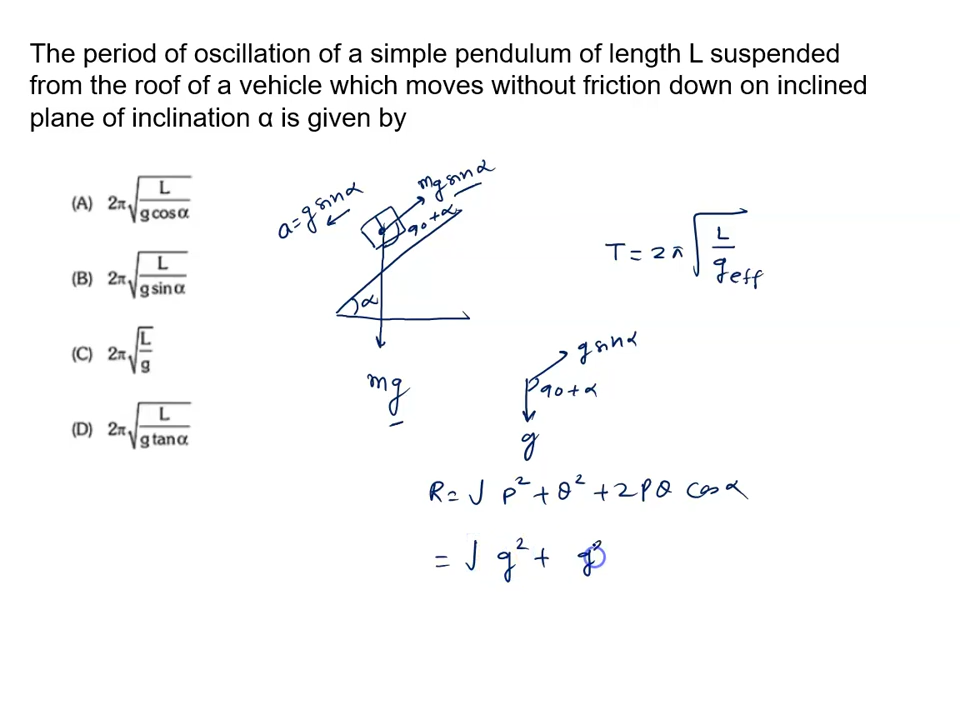 The period of oscillation of a simple pendulum of length L suspended
from the roof of a vehicle which moves without friction down on inclined
plane of inclination α is given by
(A) 2π√(L/g cos α)
(B) 2π√(L/g sin α)
(C) 2π√(L/g)
(D) 2π√(L/g tan α)
a = g sin α
mg sin α
90+α
α
mg
T = 2π√(L/g eff)
g sin α
90+α
g
R = √ P² + Q² + 2PQ cos α
= √ g² + g²